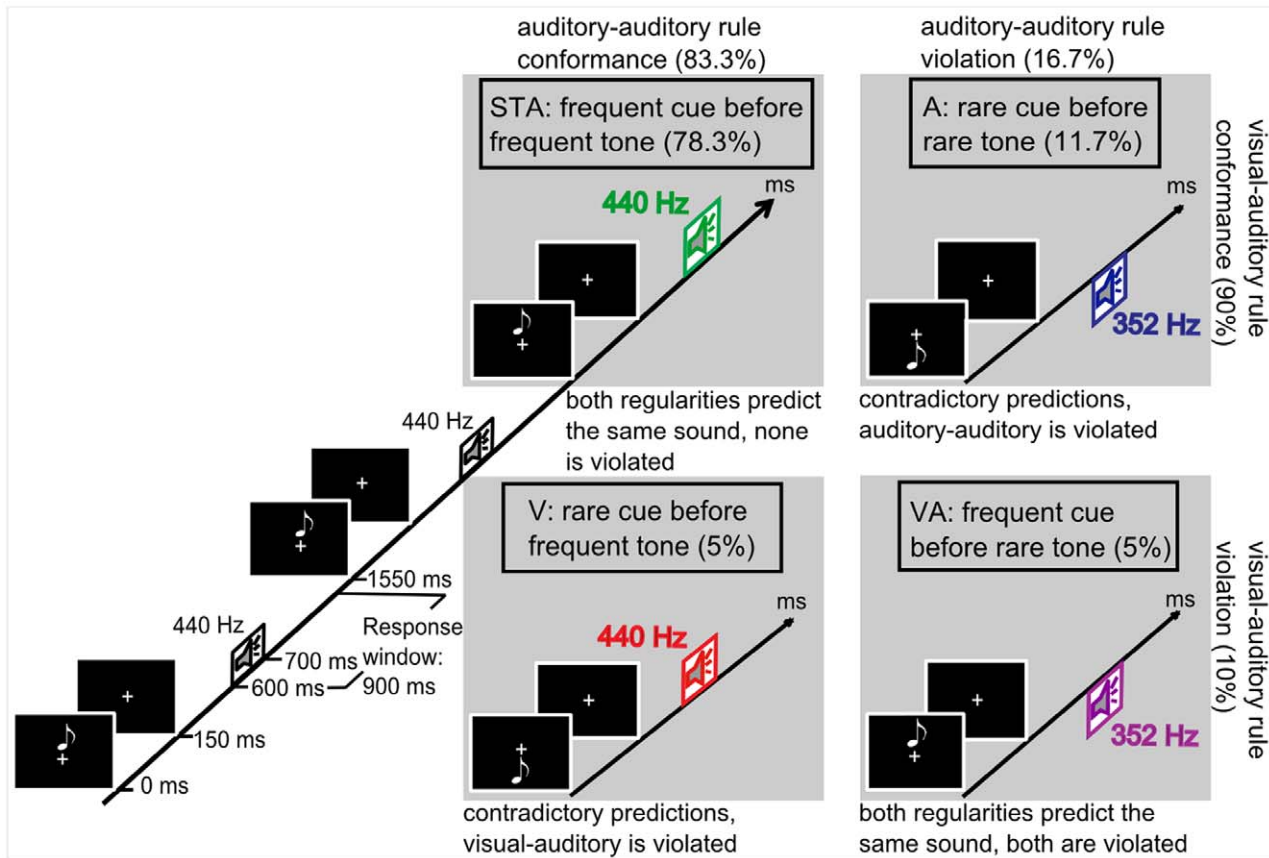 auditory-auditory rule
conformance (83.3%)
auditory-auditory rule
violation (16.7%)
STA: frequent cue before
frequent tone (78.3%)
A: rare cue before
rare tone (11.7%)
visual-auditory rule
conformance (90%)
ms
440 Hz
ms
352 Hz
both regularities predict
the same sound, none
is violated
contradictory predictions,
auditory-auditory is violated
440 Hz
V: rare cue before
frequent tone (5%)
VA: frequent cue
before rare tone (5%)
visual-auditory rule
violation (10%)
1550 ms
ms
440 Hz
ms
352 Hz
440 Hz
Response
window:
900 ms
700 ms
600 ms
150 ms
0 ms
contradictory predictions,
visual-auditory is violated
both regularities predict the
same sound, both are violated